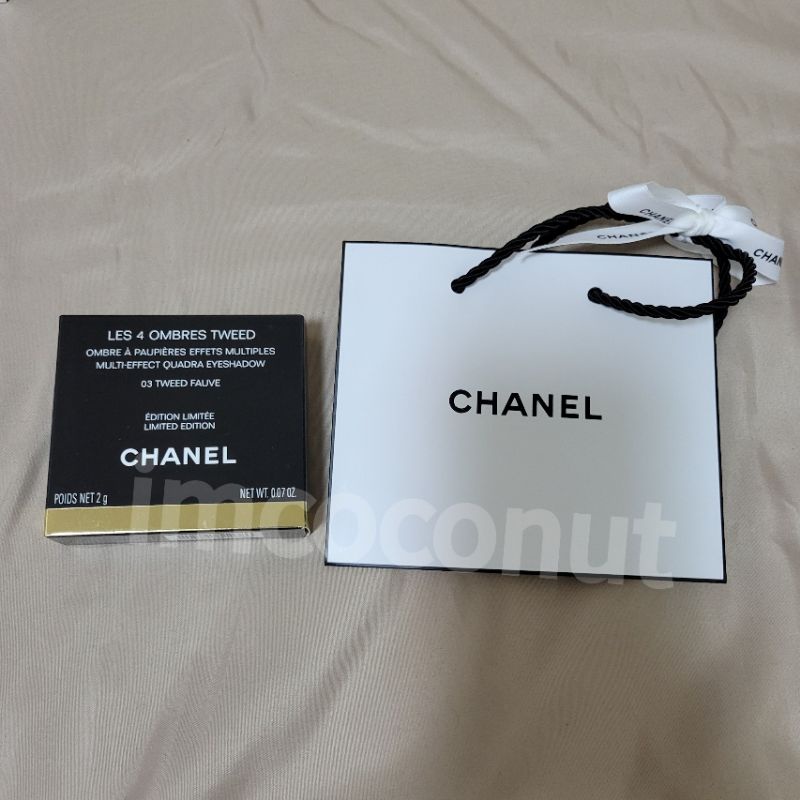 LES 4 OMBRES TWEED
OMBRE À PAUPIÈRES EFFETS MULTIPLES
MULTI-EFFECT QUADRA EYESHADOW
03 TWEED FAUVE
ÉDITION LIMITÉE
LIMITED EDITION
CHANEL
POIDS NET 2 g NET WT. 0.07 OZ.
CHANEL
CHANEL
CHANEL
CHAN
imcoconut